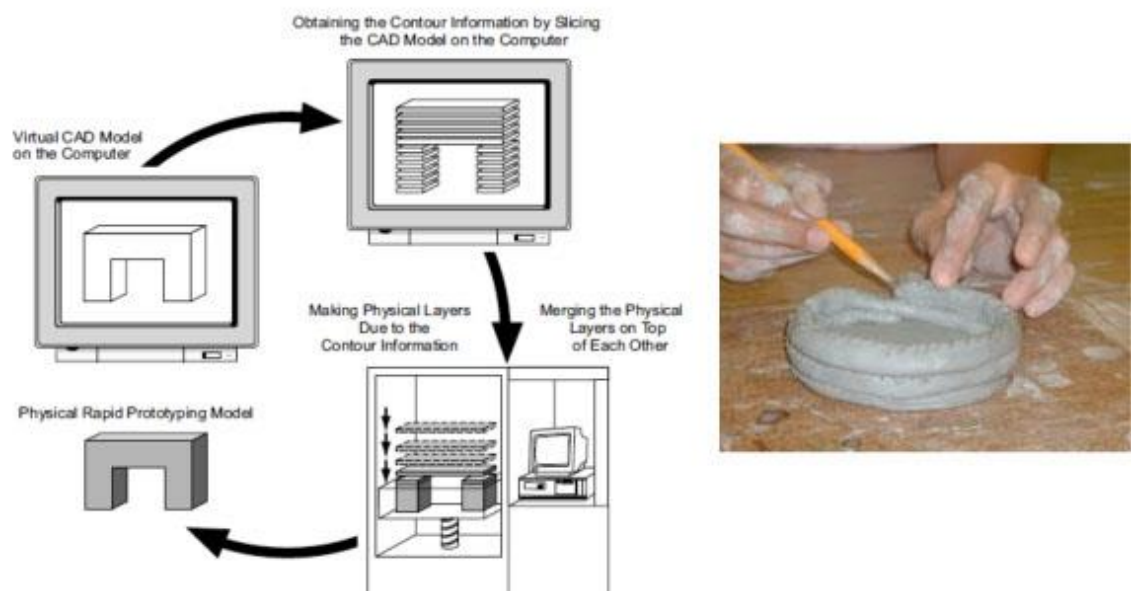 Obtaining the Contour Information by Slicing
the CAD Model on the Computer
Virtual CAD Model
on the Computer
Making Physical Layers
Due to the
Contour Information
Merging the Physical
Layers on Top
of Each Other
Physical Rapid Prototyping Model